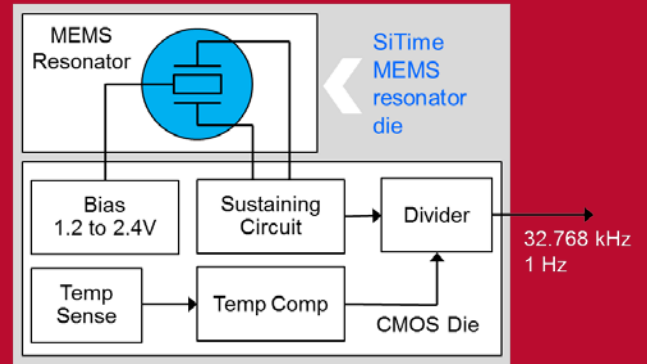 MEMS
Resonator
SiTime
MEMS
resonator
die
Bias
1.2 to 2.4V
Sustaining
Circuit
Divider
32.768 kHz
1 Hz
Temp
Sense
Temp Comp
CMOS Die